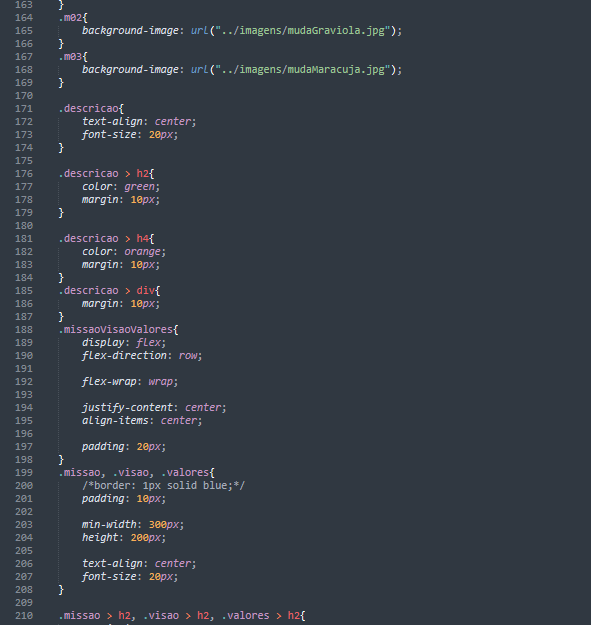 163 }
164 .m02{
165 background-image: url("../imagens/mudaGraviola.jpg");
166 }
167 .m03{
168 background-image: url("../imagens/mudaMaracuja.jpg");
169 }
170
171 .descricao{
172 text-align: center;
173 font-size: 20px;
174 }
175
176 .descricao > h2{
177 color: green;
178 margin: 10px;
179 }
180
181 .descricao > h4{
182 color: orange;
183 margin: 10px;
184 }
185 .descricao > div{
186 margin: 10px;
187 }
188 .missaoVisaoValores{
189 display: flex;
190 flex-direction: row;
191
192 flex-wrap: wrap;
193
194 justify-content: center;
195 align-items: center;
196
197 padding: 20px;
198 }
199 .missao, .visao, .valores{
200 /*border: 1px solid blue;*/
201 padding: 10px;
202
203 min-width: 300px;
204 height: 200px;
205
206 text-align: center;
207 font-size: 20px;
208 }
209
210 .missao > h2, .visao > h2, .valores > h2{